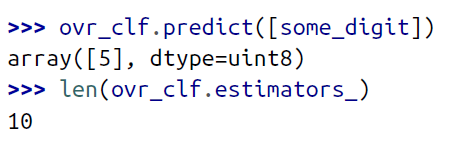 >>> ovr_clf.predict([some_digit])
array([5], dtype=uint8)
>>> len(ovr_clf.estimators_)
10